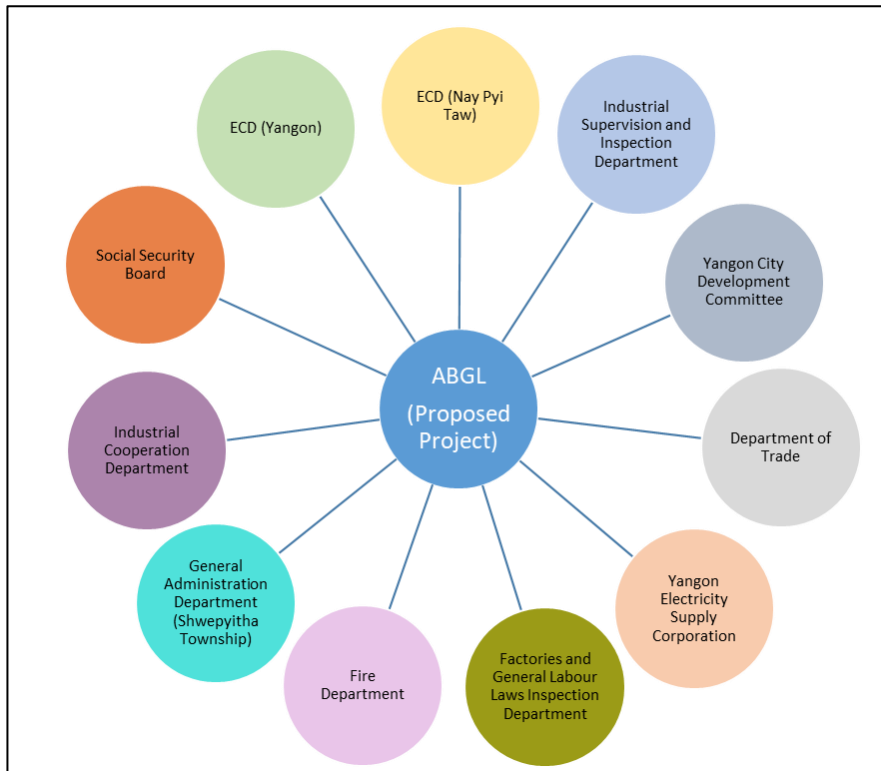 ECD (Nay Pyi
Taw)
Industrial
Supervision and
Inspection
Department
Yangon City
Development
Committee
Department of
Trade
Yangon
Electricity
Supply
Corporation
Factories and
General Labour
Laws Inspection
Department
Fire
Department
General
Administration
Department
(Shwepyitha
Township)
Industrial
Cooperation
Department
Social Security
Board
ECD (Yangon)
ABGL
(Proposed
Project)